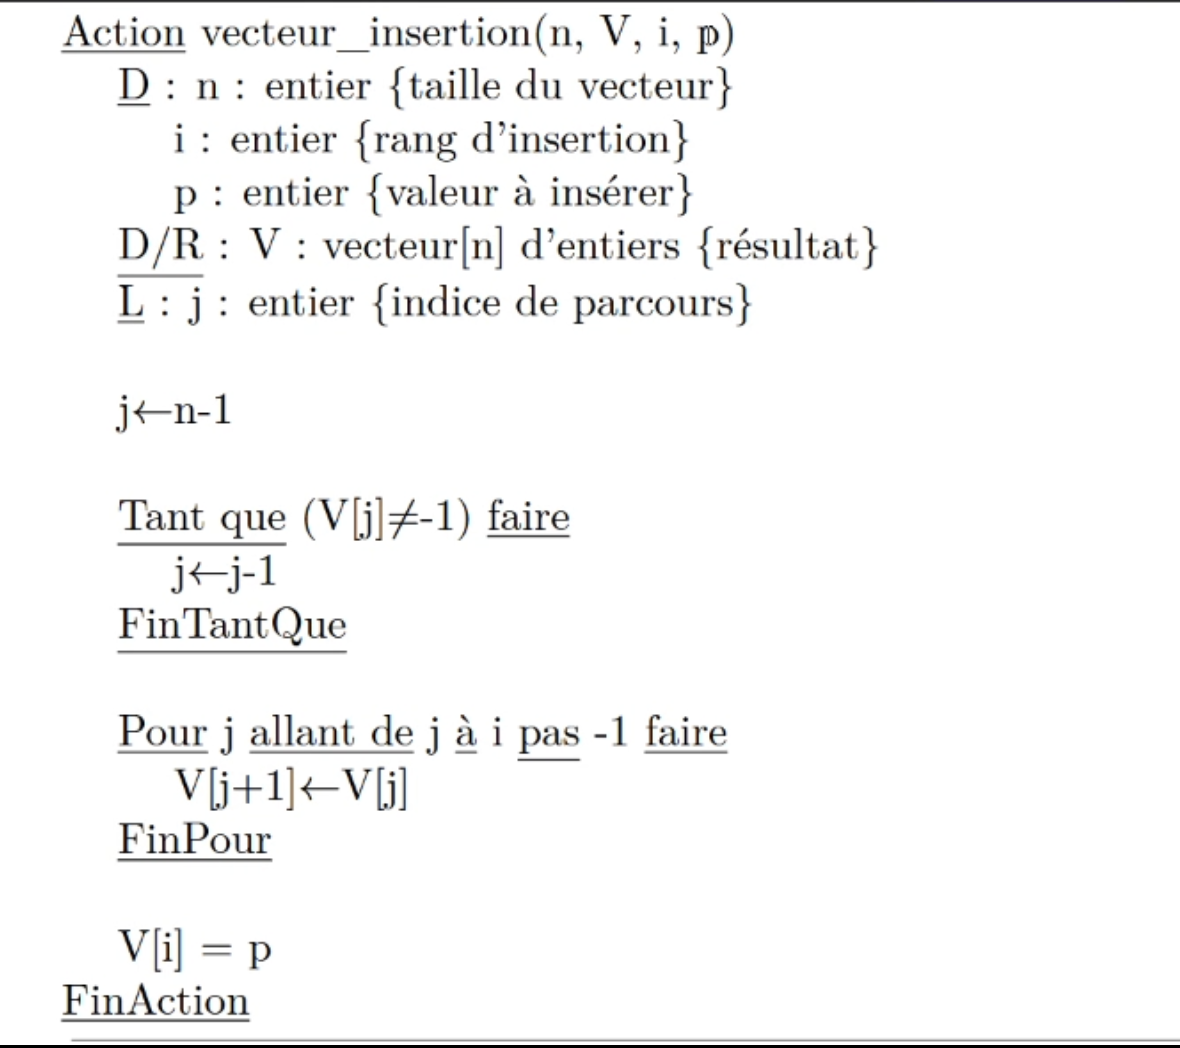 Action vecteur_insertion(n, V, i, p)
D : n : entier {taille du vecteur}
i : entier {rang d'insertion}
p : entier {valeur à insérer}
D/R : V : vecteur[n] d'entiers {résultat}
L : j : entier {indice de parcours}
j←n-1
Tant que (V[j]≠-1) faire
j←j-1
FinTantQue
Pour j allant de j à i pas -1 faire
V[j+1]←V[j]
FinPour
V[i] = p
FinAction